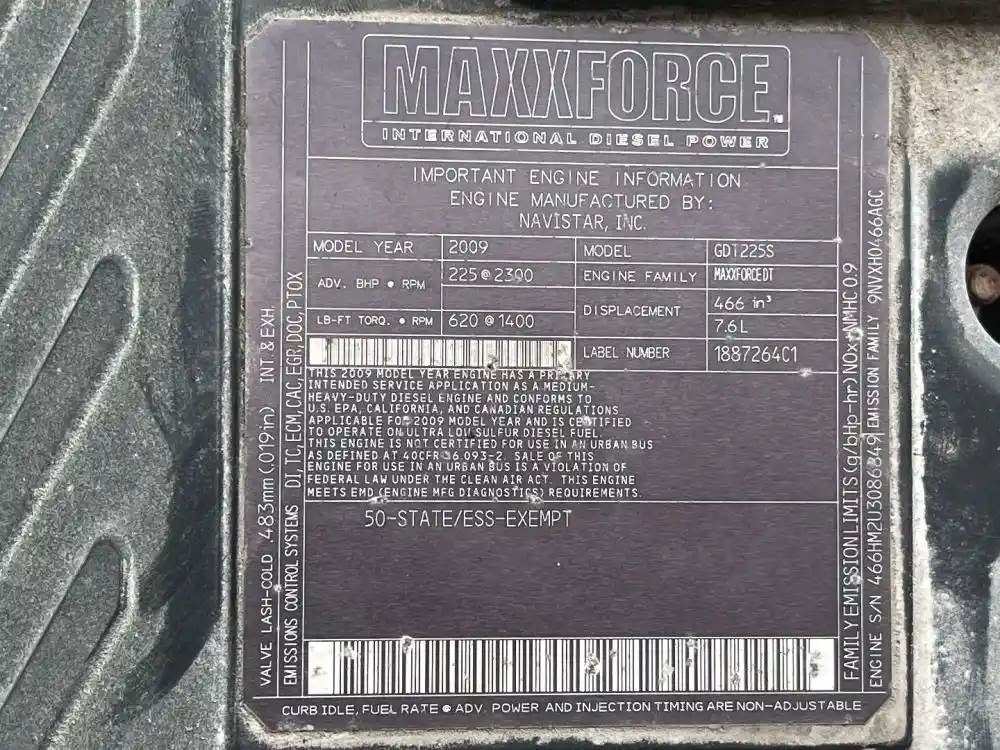 MAXXFORCE™
INTERNATIONAL DIESEL POWER
IMPORTANT ENGINE INFORMATION
ENGINE MANUFACTURED BY:
NAVISTAR, INC.
MODEL YEAR 2009 MODEL GDT225S
ADV. BHP • RPM 225@2300 ENGINE FAMILY MAXXFORCE DT
DISPLACEMENT 466 in³
7.6 L
LB-FT TORQ. • RPM 620@1400
LABEL NUMBER 1887264C1
THIS 2009 MODEL YEAR ENGINE HAS A PRIMARY
INTENDED SERVICE APPLICATION AS A MEDIUM-
HEAVY-DUTY DIESEL ENGINE AND CONFORMS TO
U.S. EPA, CALIFORNIA, AND CANADIAN REGULATIONS
APPLICABLE FOR 2009 MODEL YEAR AND IS CERTIFIED
TO OPERATE ON ULTRA LOW SULFUR DIESEL FUEL.
THIS ENGINE IS NOT CERTIFIED FOR USE IN AN URBAN BUS
AS DEFINED AT 40CFR 86.093-2. SALE OF THIS
ENGINE FOR USE IN AN URBAN BUS IS A VIOLATION OF
FEDERAL LAW UNDER THE CLEAN AIR ACT. THIS ENGINE
MEETS EMD (ENGINE MFG DIAGNOSTICS) REQUIREMENTS.
50-STATE/ESS-EXEMPT
VALVE LASH-COLD .483mm (.019in) INT. & EXH.
EMISSIONS CONTROL SYSTEMS DI, TC, ECM, CAC, EGR, DOC, PTOX
FAMILY EMISSION LIMITS (g/bHp-hr) NOx+NMHC 0.9
ENGINE S/N 466HM2U3086849 EMISSION FAMILY 9NVXH0466AGC
CURB IDLE, FUEL RATE @ ADV. POWER AND INJECTION TIMING ARE NON-ADJUSTABLE